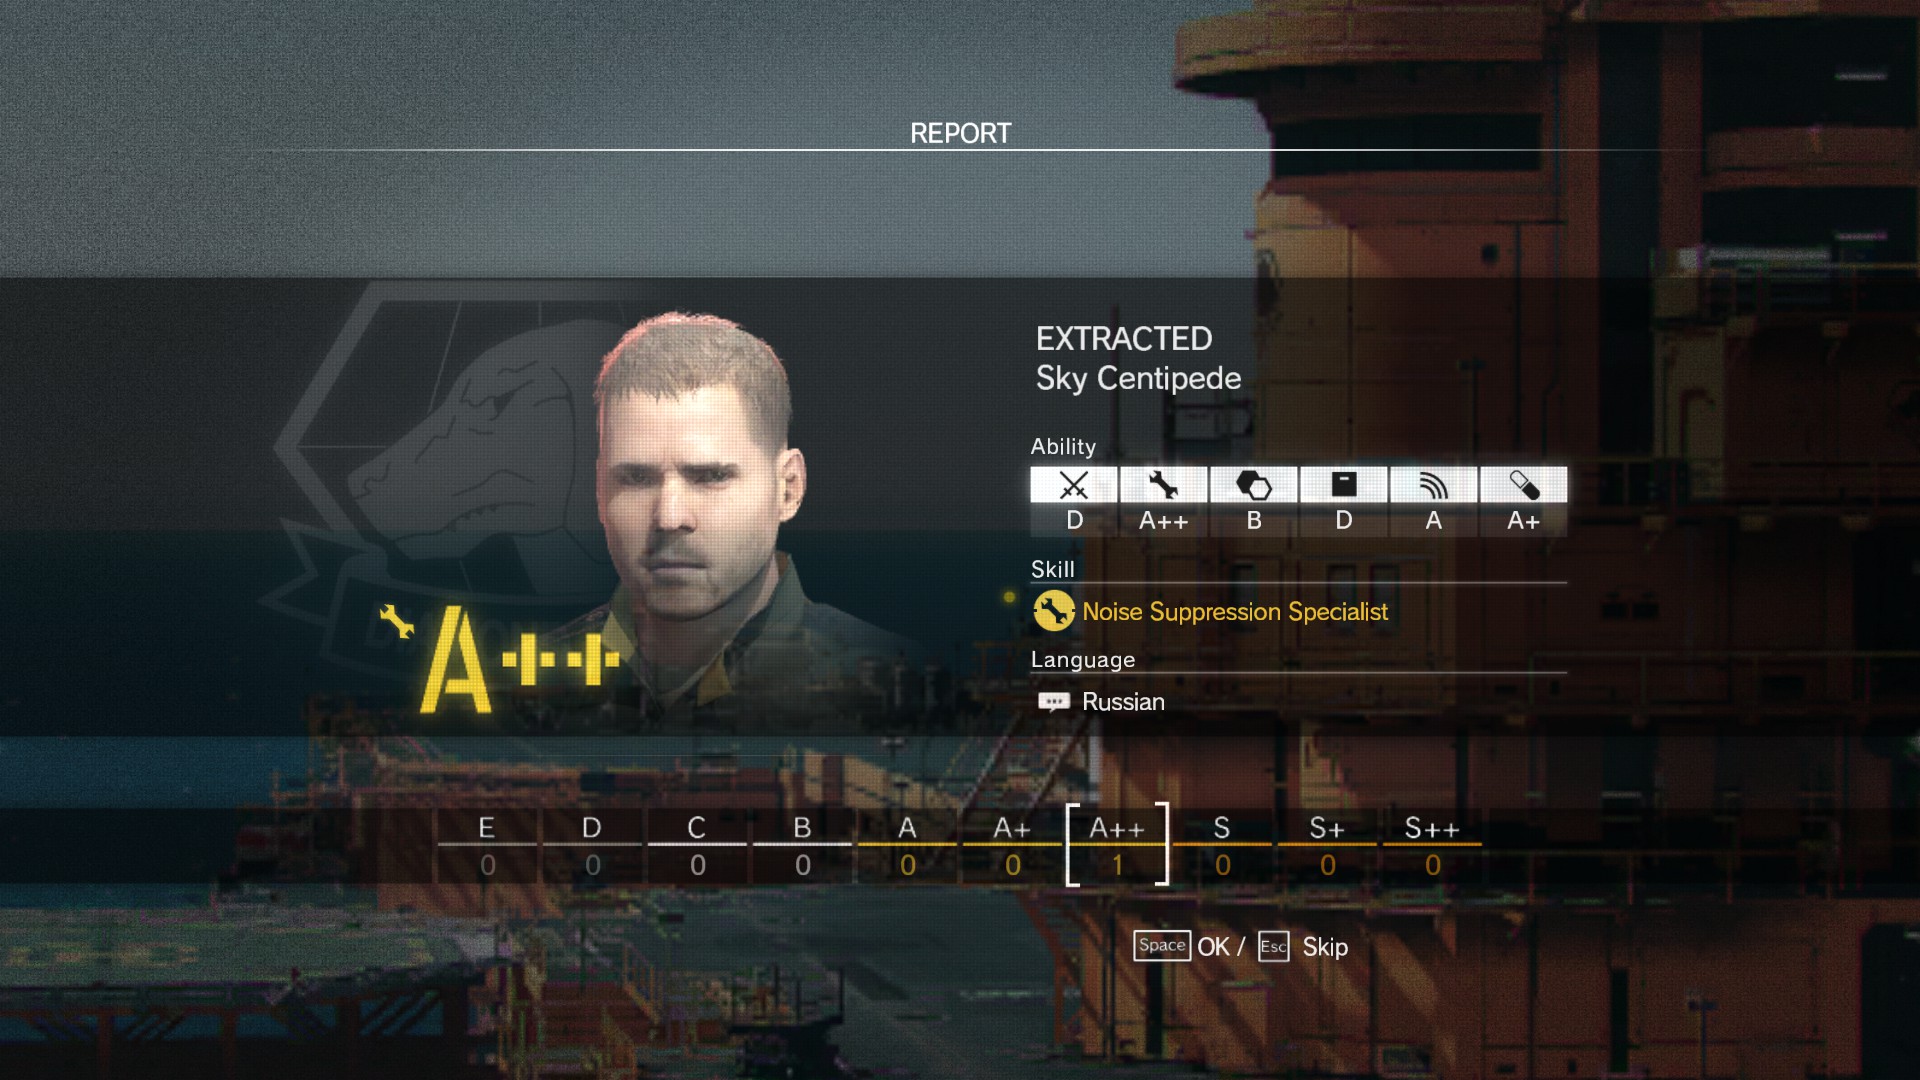 REPORT
EXTRACTED
Sky Centipede
Ability
D A++ B D A A+
Skill
Noise Suppression Specialist
Language
Russian
A++
E D C B A A+ A++ S S+ S++
0 0 0 0 0 0 1 0 0 0
Space OK / Esc Skip